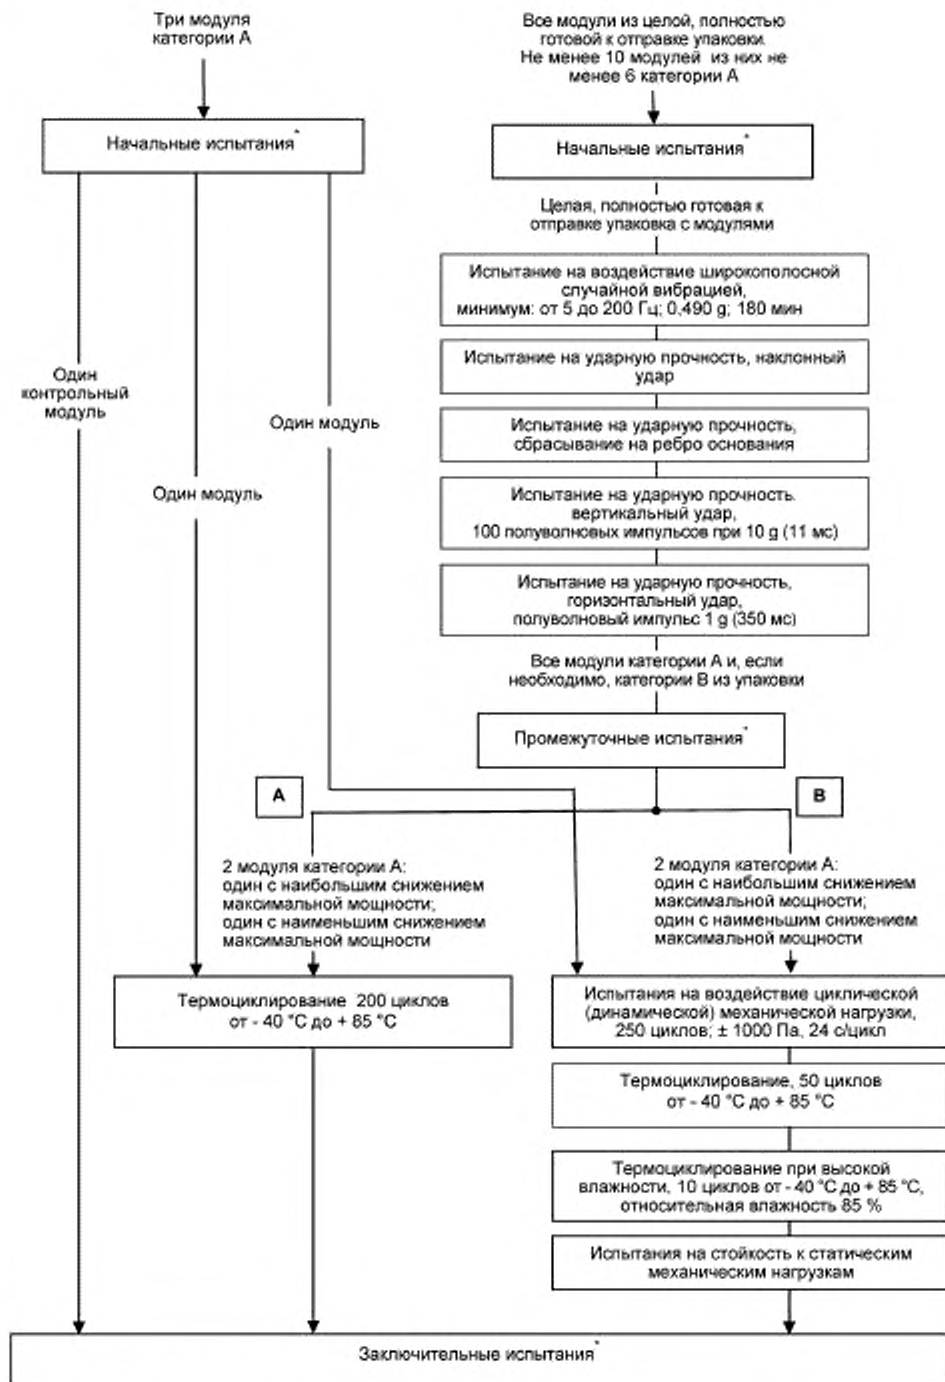 Три модуля
категории А
Все модули из целой, полностью
готовой к отправке упаковки.
Не менее 10 модулей из них не
менее 6 категории А
Начальные испытания*
Начальные испытания*
Целая, полностью готовая к
отправке упаковка с модулями
Испытание на воздействие широкополосной
случайной вибрацией,
минимум: от 5 до 200 Гц; 0,490 g; 180 мин
Испытание на ударную прочность, наклонный
удар
Один
контрольный
модуль
Один модуль
Испытание на ударную прочность,
сбрасывание на ребро основания
Один модуль
Испытание на ударную прочность.
вертикальный удар,
100 полуволновых импульсов при 10 g (11 мс)
Испытание на ударную прочность,
горизонтальный удар,
полуволновый импульс 1 g (350 мс)
Все модули категории А и, если
необходимо, категории В из упаковки
Промежуточные испытания*
А
В
2 модуля категории А:
один с наибольшим снижением
максимальной мощности;
один с наименьшим снижением
максимальной мощности
2 модуля категории А:
один с наибольшим снижением
максимальной мощности;
один с наименьшим снижением
максимальной мощности
Термоциклирование 200 циклов
от - 40 °С до + 85 °С
Испытания на воздействие циклической
(динамической) механической нагрузки,
250 циклов; ± 1000 Па, 24 с/цикл
Термоциклирование, 50 циклов
от - 40 °С до + 85 °С
Термоциклирование при высокой
влажности, 10 циклов от - 40 °С до + 85 °С,
относительная влажность 85 %
Испытания на стойкость к статическим
механическим нагрузкам
Заключительные испытания*